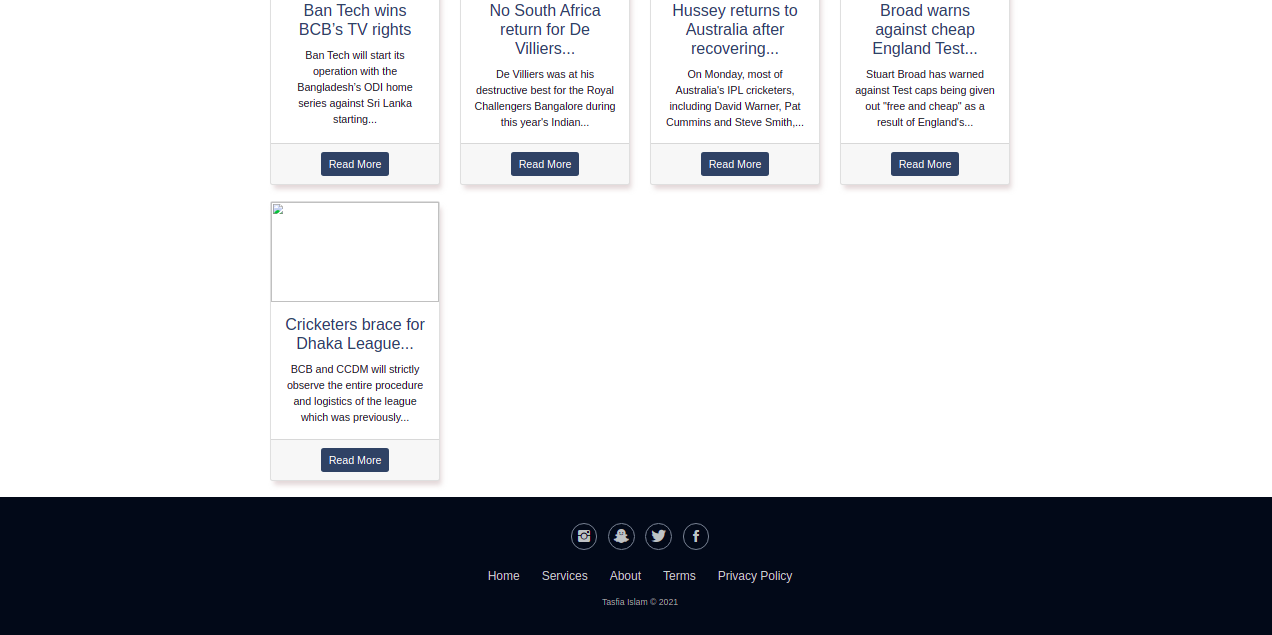 Ban Tech wins
BCB’s TV rights
Ban Tech will start its
operation with the
Bangladesh's ODI home
series against Sri Lanka
starting...
Read More
No South Africa
return for De
Villiers...
De Villiers was at his
destructive best for the Royal
Challengers Bangalore during
this year's Indian...
Read More
Hussey returns to
Australia after
recovering...
On Monday, most of
Australia's IPL cricketers,
including David Warner, Pat
Cummins and Steve Smith,...
Read More
Broad warns
against cheap
England Test...
Stuart Broad has warned
against Test caps being given
out "free and cheap" as a
result of England's...
Read More
Cricketers brace for
Dhaka League...
BCB and CCDM will strictly
observe the entire procedure
and logistics of the league
which was previously...
Read More
Home Services About Terms Privacy Policy
Tasfia Islam © 2021